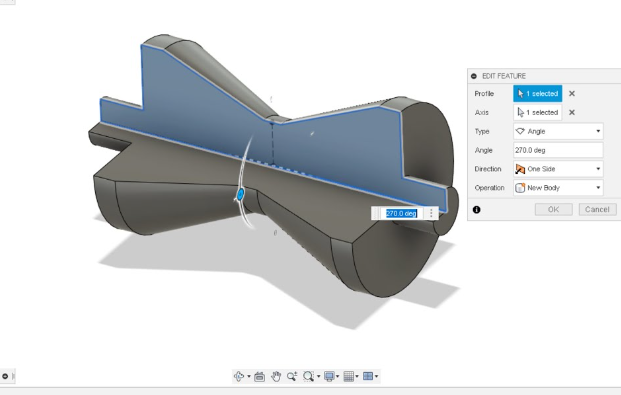 EDIT FEATURE
Profile 1 selected
Axis 1 selected
Type Angle
Angle 270.0 deg
Direction One Side
Operation New Body
OK Cancel
270.0 deg